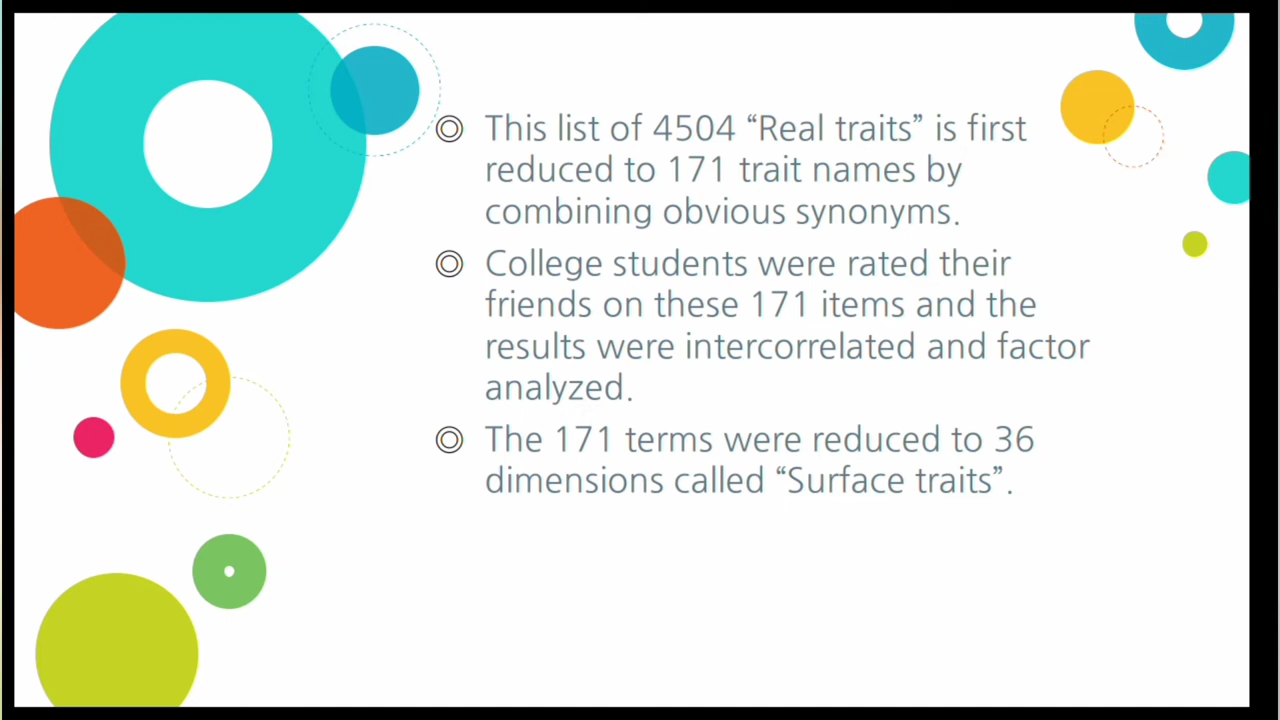 This list of 4504 “Real traits” is first
reduced to 171 trait names by
combining obvious synonyms.
College students were rated their
friends on these 171 items and the
results were intercorrelated and factor
analyzed.
The 171 terms were reduced to 36
dimensions called “Surface traits”.